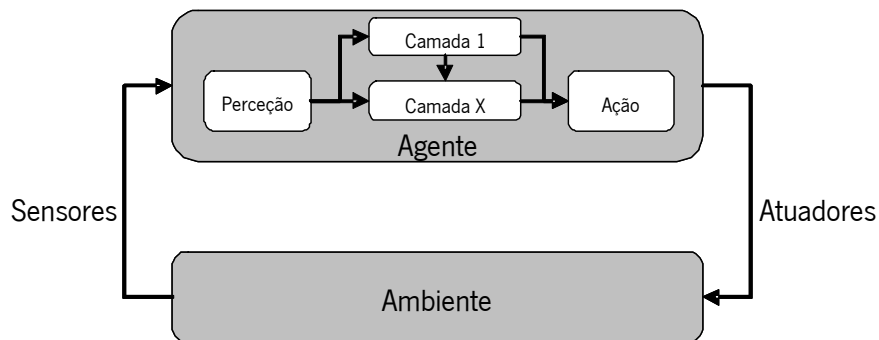 Camada 1
Perceção
Camada X
Ação
Agente
Sensores
Atuadores
Ambiente